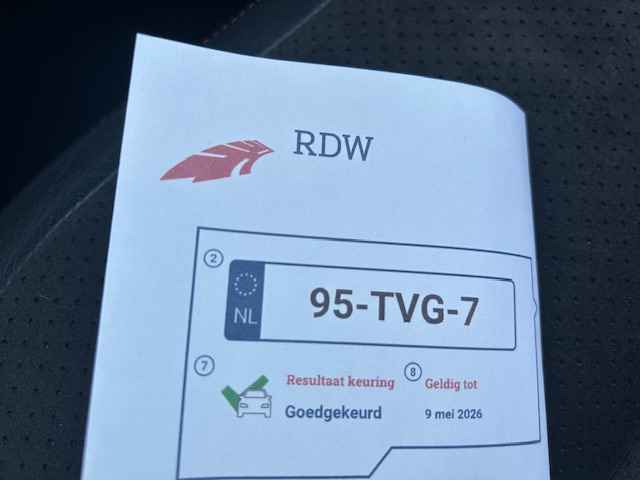 RDW
2
NL 95-TVG-7
7 Resultaat keuring 8 Geldig tot
Goedgekeurd 9 mei 2026